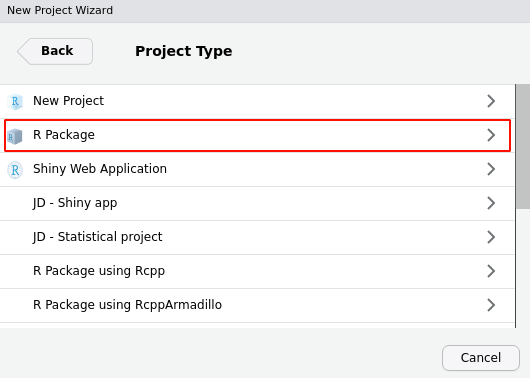 New Project Wizard
Back
Project Type
R New Project
R Package
R Shiny Web Application
JD - Shiny app
JD - Statistical project
R Package using Rcpp
R Package using RcppArmadillo
Cancel